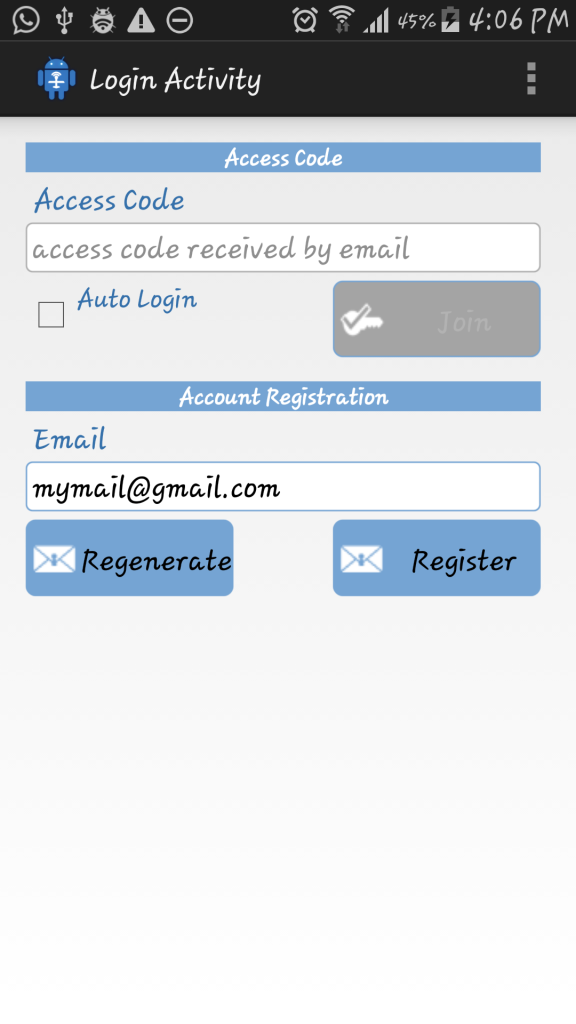 45% 4:06 PM
Login Activity
Access Code
Access Code
access code received by email
Auto Login
Join
Account Registration
Email
mymail@gmail.com
Regenerate
Register